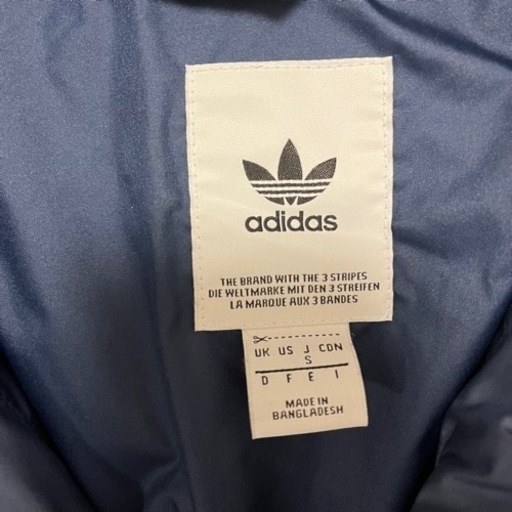 adidas
THE BRAND WITH THE 3 STRIPES
DIE WELTMARKE MIT DEN 3 STREIFEN
LA MARQUE AUX 3 BANDES
UK US J CDN
S
D F E I
MADE IN
BANGLADESH